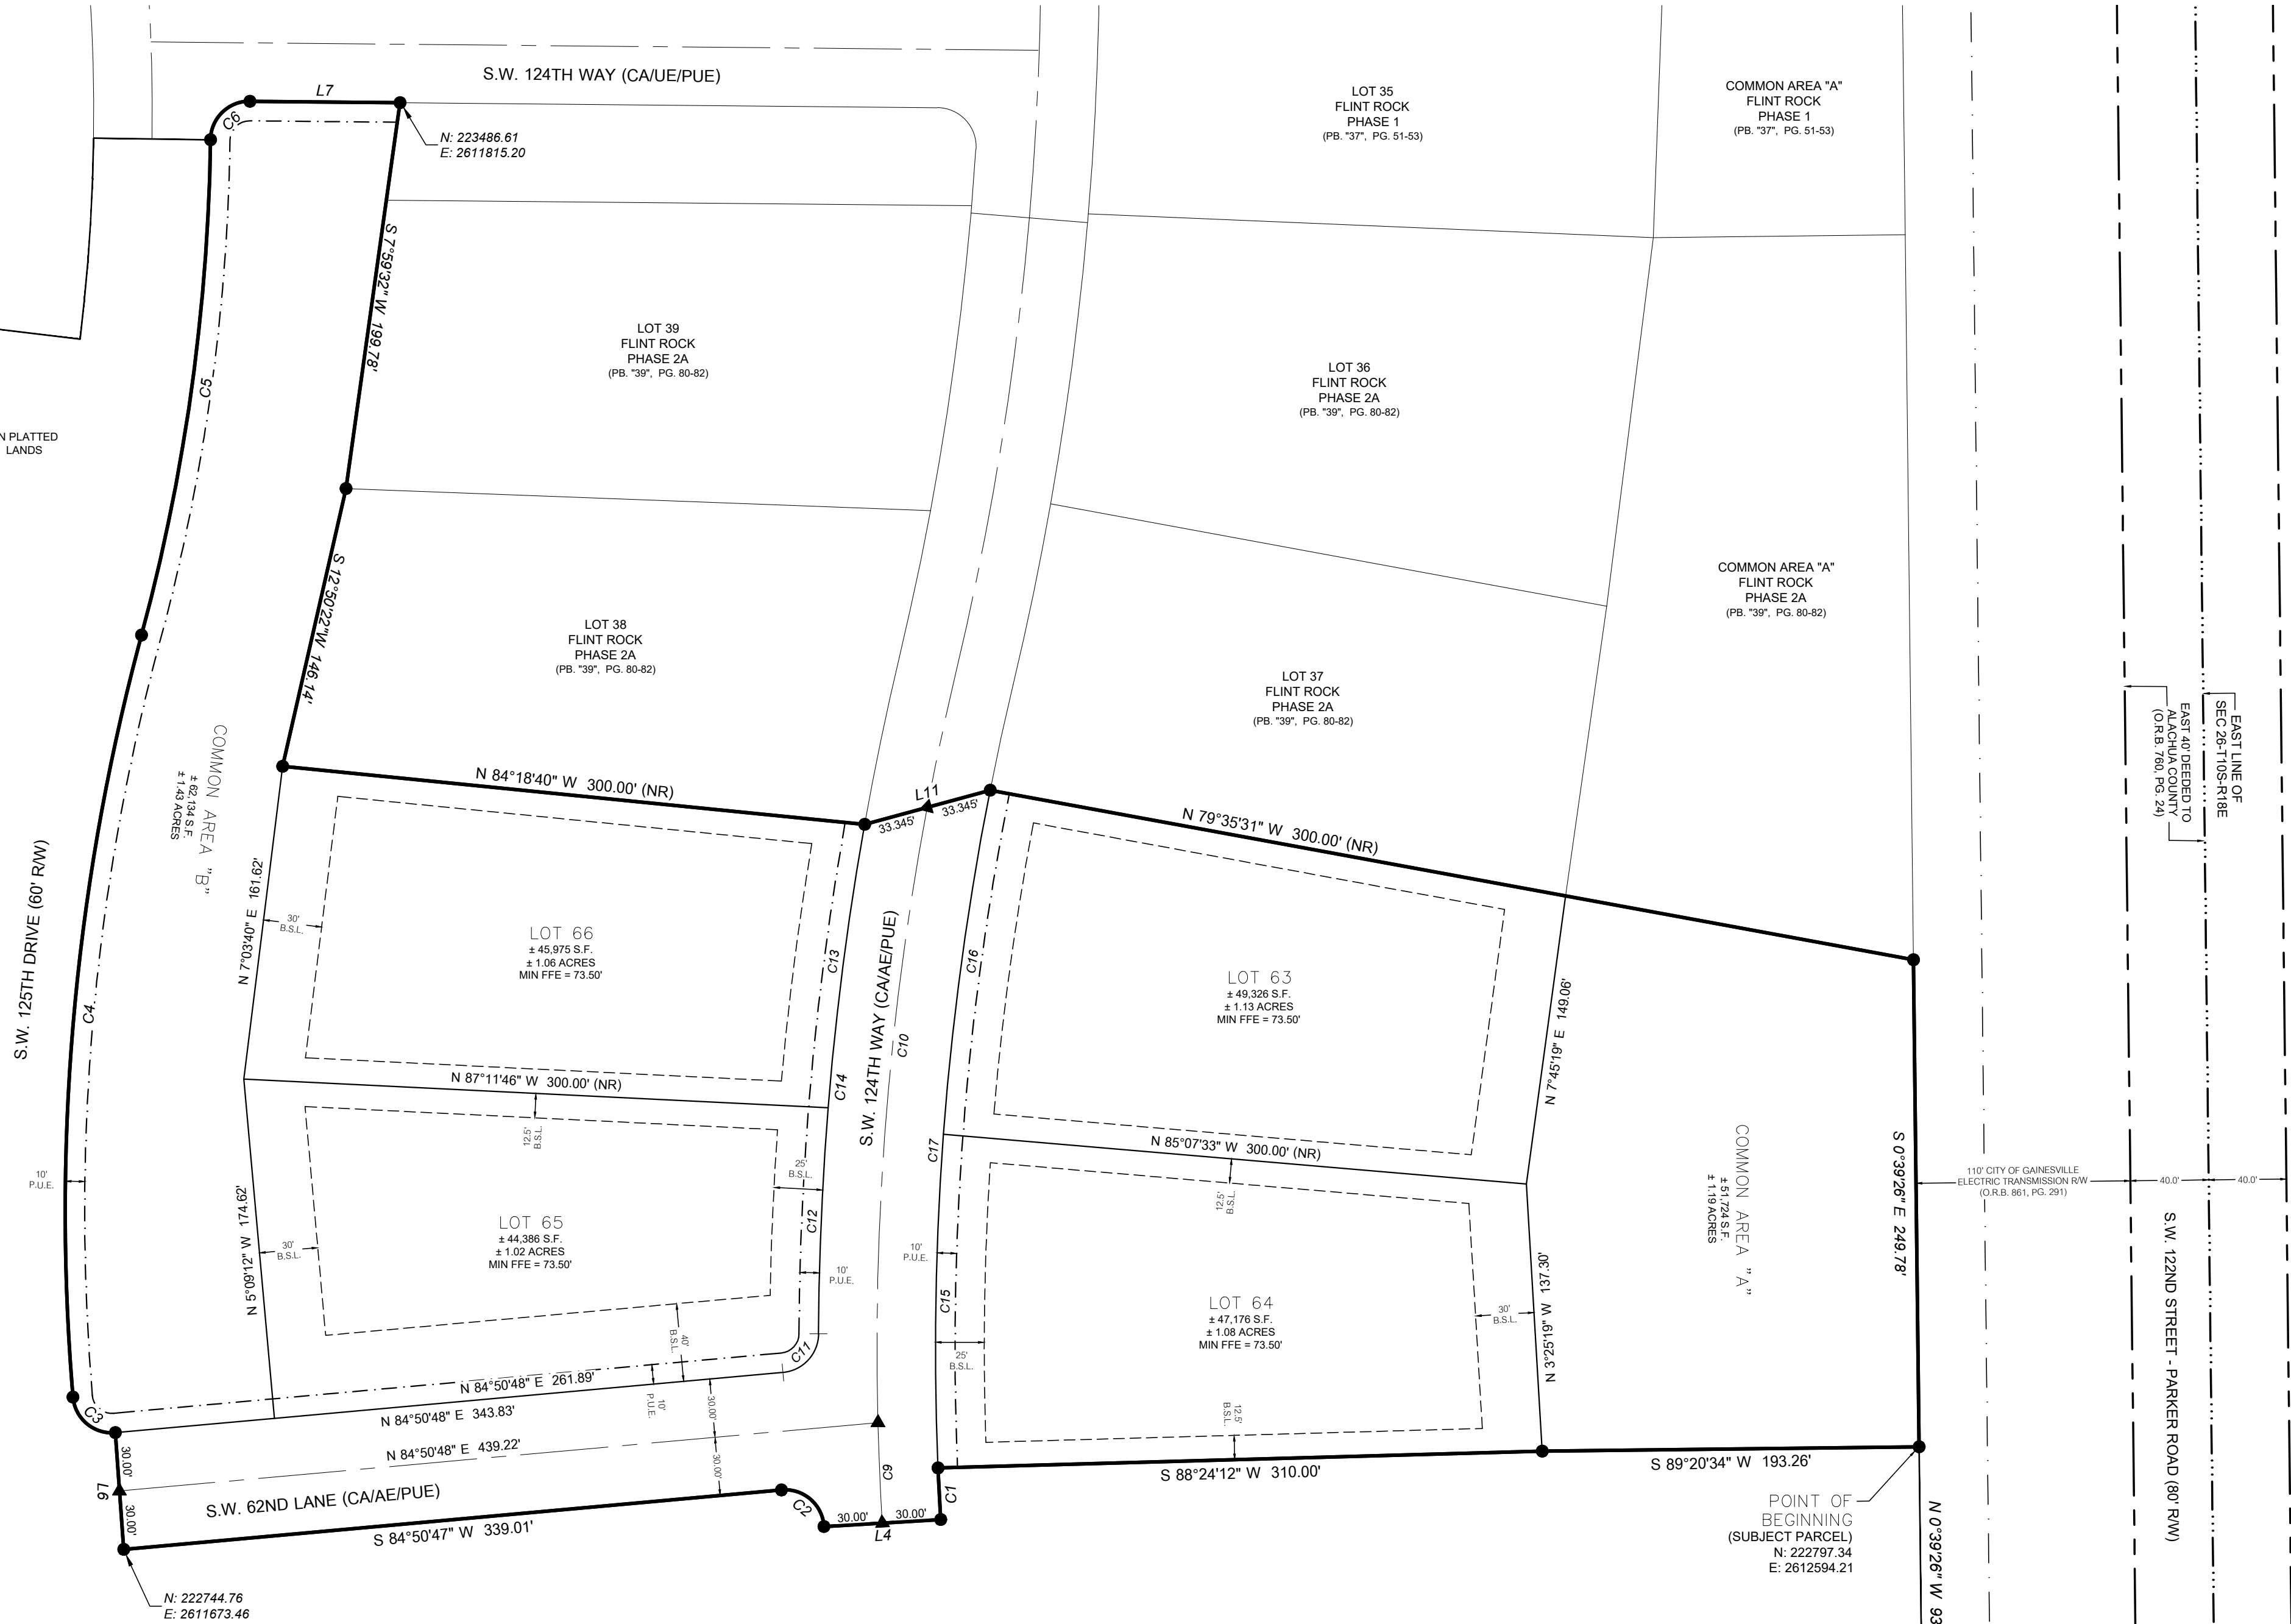 S.W. 124TH WAY (CA/UE/PUE)
L7
C6
N: 223486.61
E: 2611815.20
LOT 35
FLINT ROCK
PHASE 1
(PB. "37", PG. 51-53)
COMMON AREA "A"
FLINT ROCK
PHASE 1
(PB. "37", PG. 51-53)
S 7°59'32" W 199.78'
C5
LOT 39
FLINT ROCK
PHASE 2A
(PB. "39", PG. 80-82)
LOT 36
FLINT ROCK
PHASE 2A
(PB. "39", PG. 80-82)
N PLATTED
LANDS
S 12°50'22"W 146.14'
LOT 38
FLINT ROCK
PHASE 2A
(PB. "39", PG. 80-82)
COMMON AREA "A"
FLINT ROCK
PHASE 2A
(PB. "39", PG. 80-82)
LOT 37
FLINT ROCK
PHASE 2A
(PB. "39", PG. 80-82)
EAST LINE OF
SEC 26-T10S-R18E
EAST 40' DEEDED TO
ALACHUA COUNTY
(O.R.B. 760, PG. 24)
COMMON AREA "B"
± 62,134 S.F.
± 1.43 ACRES
N 84°18'40" W 300.00' (NR)
L11
33.345'
33.345'
N 79°35'31" W 300.00' (NR)
S.W. 125TH DRIVE (60' R/W)
C4
N 7°03'40" E 161.62'
30'
B.S.L.
LOT 66
± 45,975 S.F.
± 1.06 ACRES
MIN FFE = 73.50'
C13
C14
S.W. 124TH WAY (CA/AE/PUE)
C10
C16
LOT 63
± 49,326 S.F.
± 1.13 ACRES
MIN FFE = 73.50'
N 7°45'19" E 149.06'
N 87°11'46" W 300.00' (NR)
12.5'
B.S.L.
N 85°07'33" W 300.00' (NR)
12.5'
B.S.L.
C17
COMMON AREA "A"
± 51,724 S.F.
± 1.19 ACRES
S 0°39'26" E 249.78'
110' CITY OF GAINESVILLE
ELECTRIC TRANSMISSION R/W
(O.R.B. 861, PG. 291)
40.0'
40.0'
10'
P.U.E.
25'
B.S.L.
N 5°09'12" W 174.62'
30'
B.S.L.
LOT 65
± 44,386 S.F.
± 1.02 ACRES
MIN FFE = 73.50'
C12
10'
P.U.E.
10'
P.U.E.
C15
25'
B.S.L.
LOT 64
± 47,176 S.F.
± 1.08 ACRES
MIN FFE = 73.50'
30'
B.S.L.
N 3°25'19" W 137.30'
S.W. 122ND STREET - PARKER ROAD (80' R/W)
40'
B.S.L.
C11
C3
N 84°50'48" E 261.89'
10'
P.U.E.
N 84°50'48" E 343.83'
30.00'
30.00'
12.5'
B.S.L.
N 84°50'48" E 439.22'
30.00'
30.00'
L6
S.W. 62ND LANE (CA/AE/PUE)
C9
C1
C2
30.00'
30.00'
L4
S 88°24'12" W 310.00'
S 89°20'34" W 193.26'
S 84°50'47" W 339.01'
POINT OF
BEGINNING
(SUBJECT PARCEL)
N: 222797.34
E: 2612594.21
N 0°39'26" W 93
N: 222744.76
E: 2611673.46